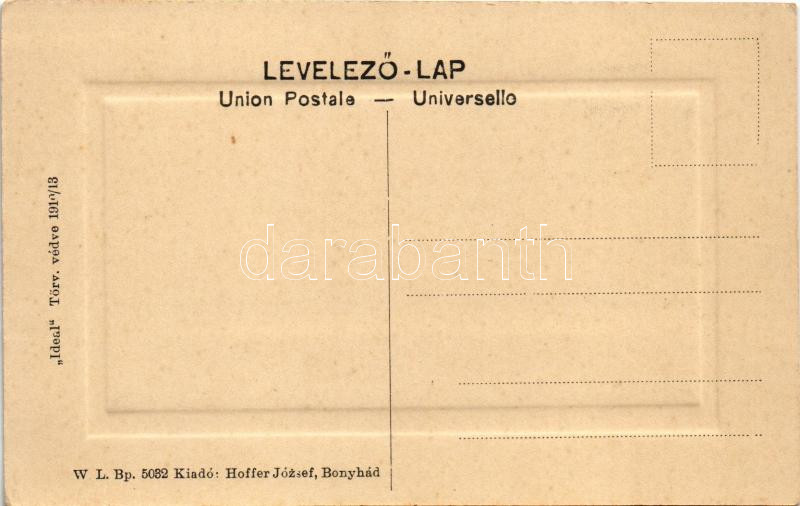 LEVELEZŐ - LAP
Union Postale — Universelle
„Ideal“ Törv. védve 1910/13
darabanth
W L. Bp. 5032 Kiadó: Hoffer József, Bonyhád